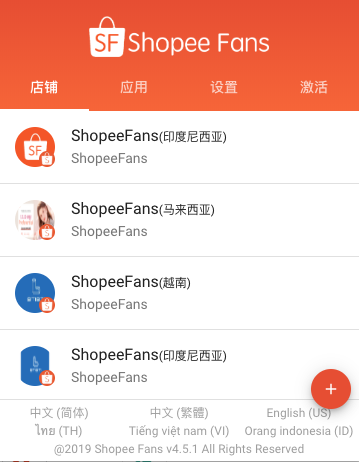 SF Shopee Fans
店铺 应用 设置 激活
SF
ShopeeFans(印度尼西亚)
ShopeeFans
ShopeeFans(马来西亚)
ShopeeFans
ShopeeFans(越南)
ShopeeFans
ShopeeFans(印度尼西亚)
ShopeeFans
+
中文 (简体) 中文 (繁體) English (US)
ไทย (TH) Tiếng việt nam (VI) Orang indonesia (ID)
@2019 Shopee Fans v4.5.1 All Rights Reserved